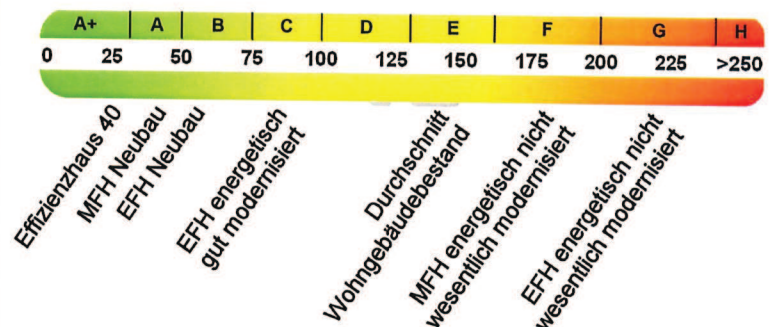 A+ A B C D E F G H
0 25 50 75 100 125 150 175 200 225 >250
Effizienzhaus 40
MFH Neubau
EFH Neubau
EFH energetisch
gut modernisiert
Durchschnitt
Wohngebäudebestand
MFH energetisch nicht
wesentlich modernisiert
EFH energetisch nicht
wesentlich modernisiert